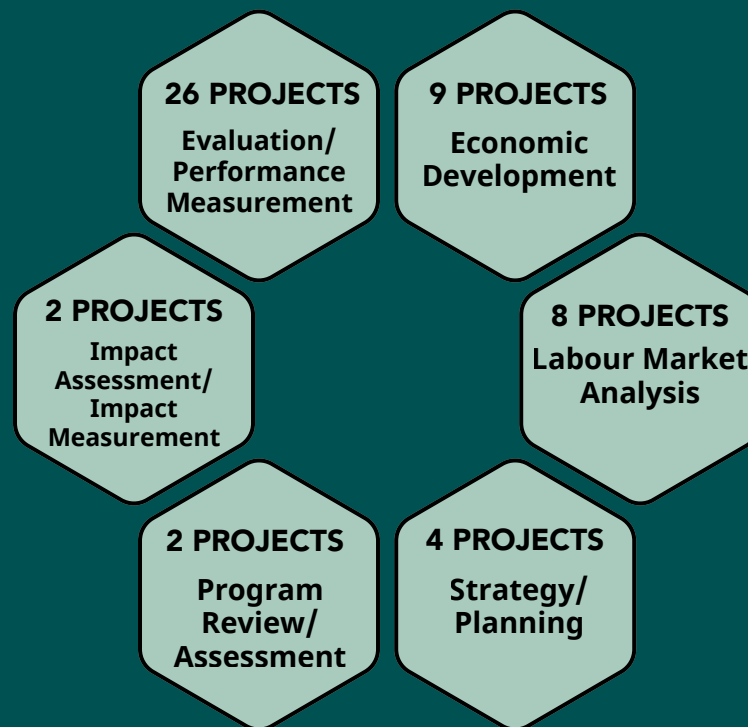 26 PROJECTS
Evaluation/
Performance
Measurement
9 PROJECTS
Economic
Development
2 PROJECTS
Impact
Assessment/
Impact
Measurement
8 PROJECTS
Labour Market
Analysis
2 PROJECTS
Program
Review/
Assessment
4 PROJECTS
Strategy/
Planning